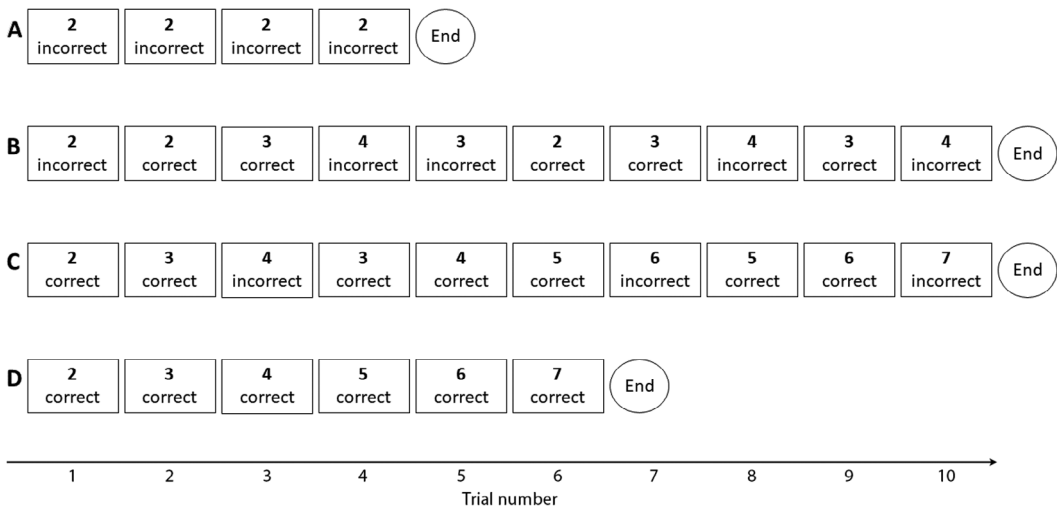 A
2 2 2 2
incorrect incorrect incorrect incorrect End
B
2 2 3 4 3 2 3 4 3 4
incorrect correct correct incorrect incorrect correct correct incorrect correct incorrect End
C
2 3 4 3 4 5 6 5 6 7
correct correct incorrect correct correct correct incorrect correct correct incorrect End
D
2 3 4 5 6 7
correct correct correct correct correct correct End
1 2 3 4 5 6 7 8 9 10
Trial number